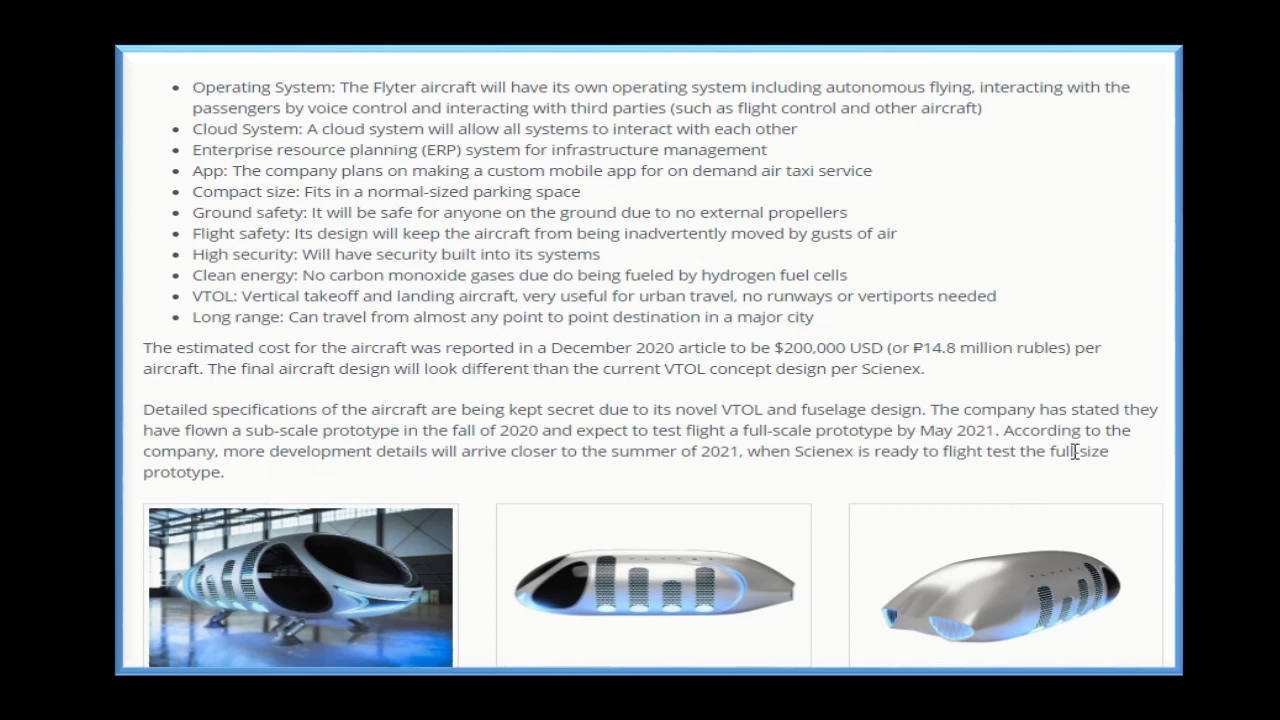 Operating System: The Flyter aircraft will have its own operating system including autonomous flying, interacting with the
passengers by voice control and interacting with third parties (such as flight control and other aircraft)
Cloud System: A cloud system will allow all systems to interact with each other
Enterprise resource planning (ERP) system for infrastructure management
App: The company plans on making a custom mobile app for on demand air taxi service
Compact size: Fits in a normal-sized parking space
Ground safety: It will be safe for anyone on the ground due to no external propellers
Flight safety: Its design will keep the aircraft from being inadvertently moved by gusts of air
High security: Will have security built into its systems
Clean energy: No carbon monoxide gases due do being fueled by hydrogen fuel cells
VTOL: Vertical takeoff and landing aircraft, very useful for urban travel, no runways or vertiports needed
Long range: Can travel from almost any point to point destination in a major city
The estimated cost for the aircraft was reported in a December 2020 article to be $200,000 USD (or ₽14.8 million rubles) per
aircraft. The final aircraft design will look different than the current VTOL concept design per Scienex.
Detailed specifications of the aircraft are being kept secret due to its novel VTOL and fuselage design. The company has stated they
have flown a sub-scale prototype in the fall of 2020 and expect to test flight a full-scale prototype by May 2021. According to the
company, more development details will arrive closer to the summer of 2021, when Scienex is ready to flight test the full-size
prototype.